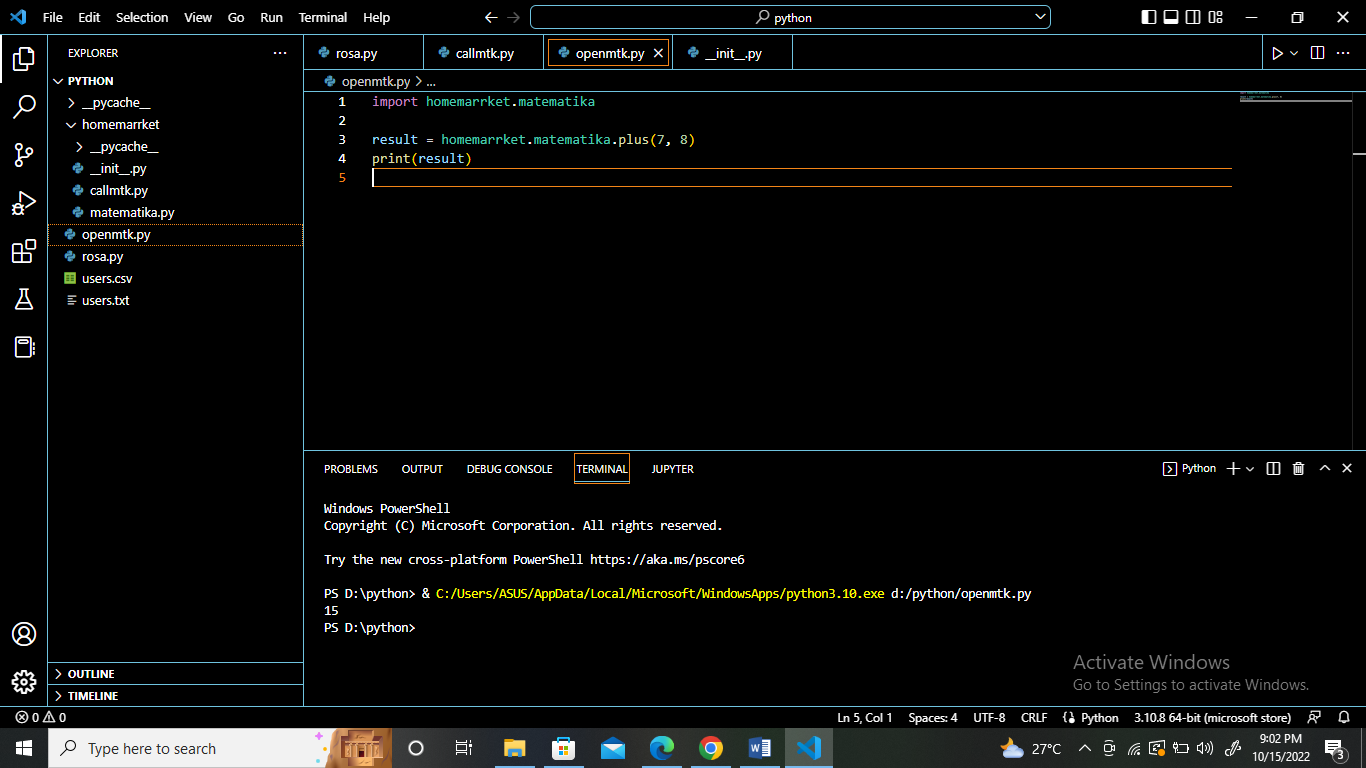 File Edit Selection View Go Run Terminal Help
python
EXPLORER
PYTHON
__pycache__
homemarrket
__pycache__
__init__.py
callmtk.py
matematika.py
openmtk.py
rosa.py
users.csv
users.txt
OUTLINE
TIMELINE
rosa.py callmtk.py openmtk.py __init__.py
openmtk.py > ...
1 import homemarrket.matematika
2
3 result = homemarrket.matematika.plus(7, 8)
4 print(result)
5
PROBLEMS OUTPUT DEBUG CONSOLE TERMINAL JUPYTER
Python
Windows PowerShell
Copyright (C) Microsoft Corporation. All rights reserved.
Try the new cross-platform PowerShell https://aka.ms/pscore6
PS D:\python> & C:/Users/ASUS/AppData/Local/Microsoft/WindowsApps/python3.10.exe d:/python/openmtk.py
15
PS D:\python>
Activate Windows
Go to Settings to activate Windows.
0 0
Ln 5, Col 1 Spaces: 4 UTF-8 CRLF Python 3.10.8 64-bit (microsoft store)
Type here to search
27°C
9:02 PM
10/15/2022
3